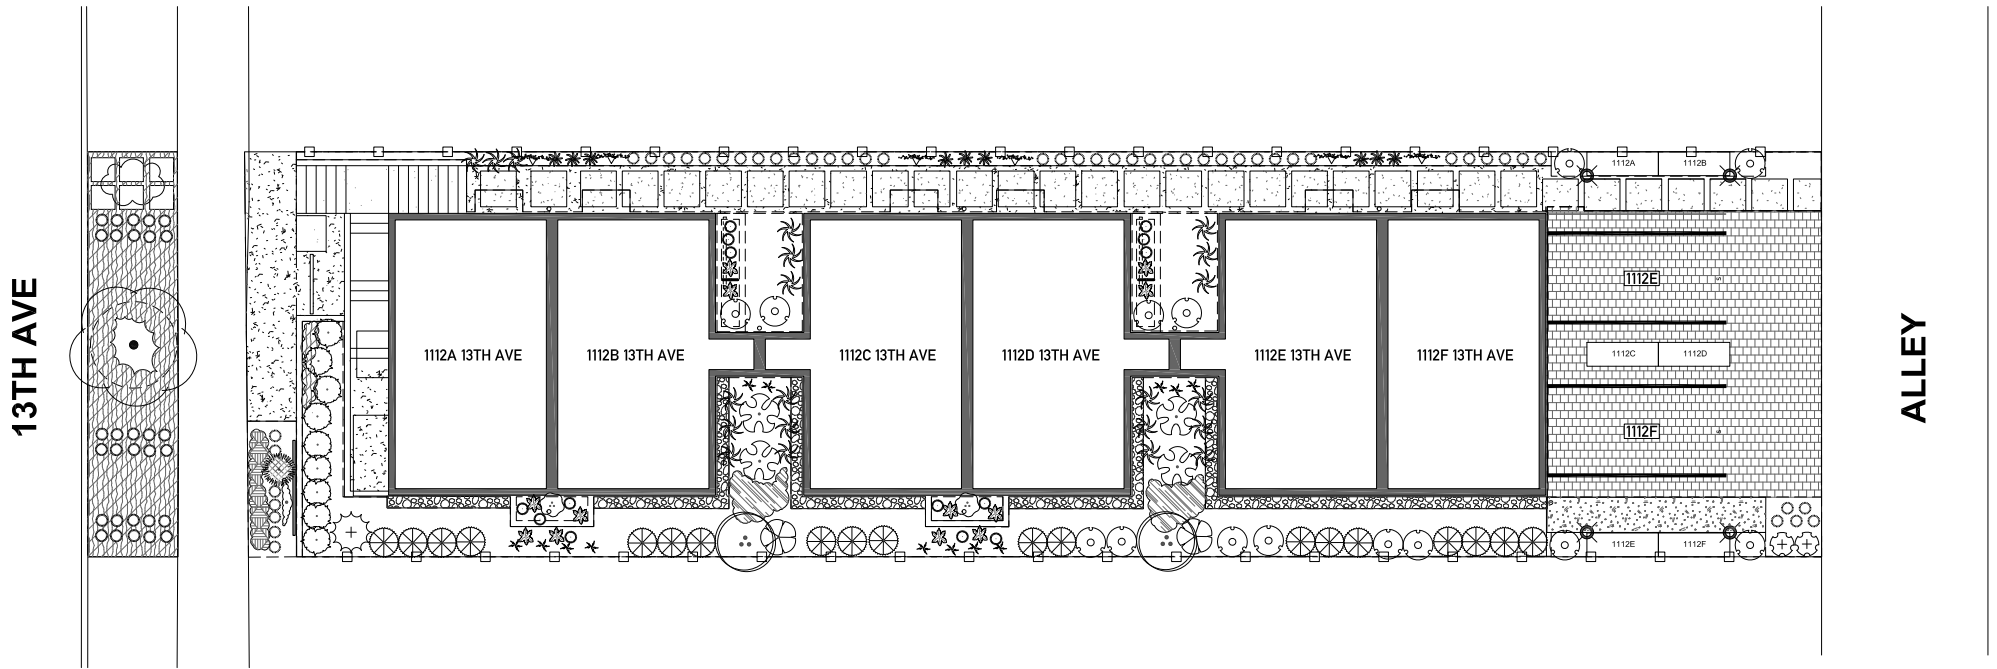 13TH AVE
1112A 13TH AVE
1112B 13TH AVE
1112C 13TH AVE
1112D 13TH AVE
1112E 13TH AVE
1112F 13TH AVE
1112A
1112B
1112E
1112C
1112D
1112F
1112E
1112F
ALLEY